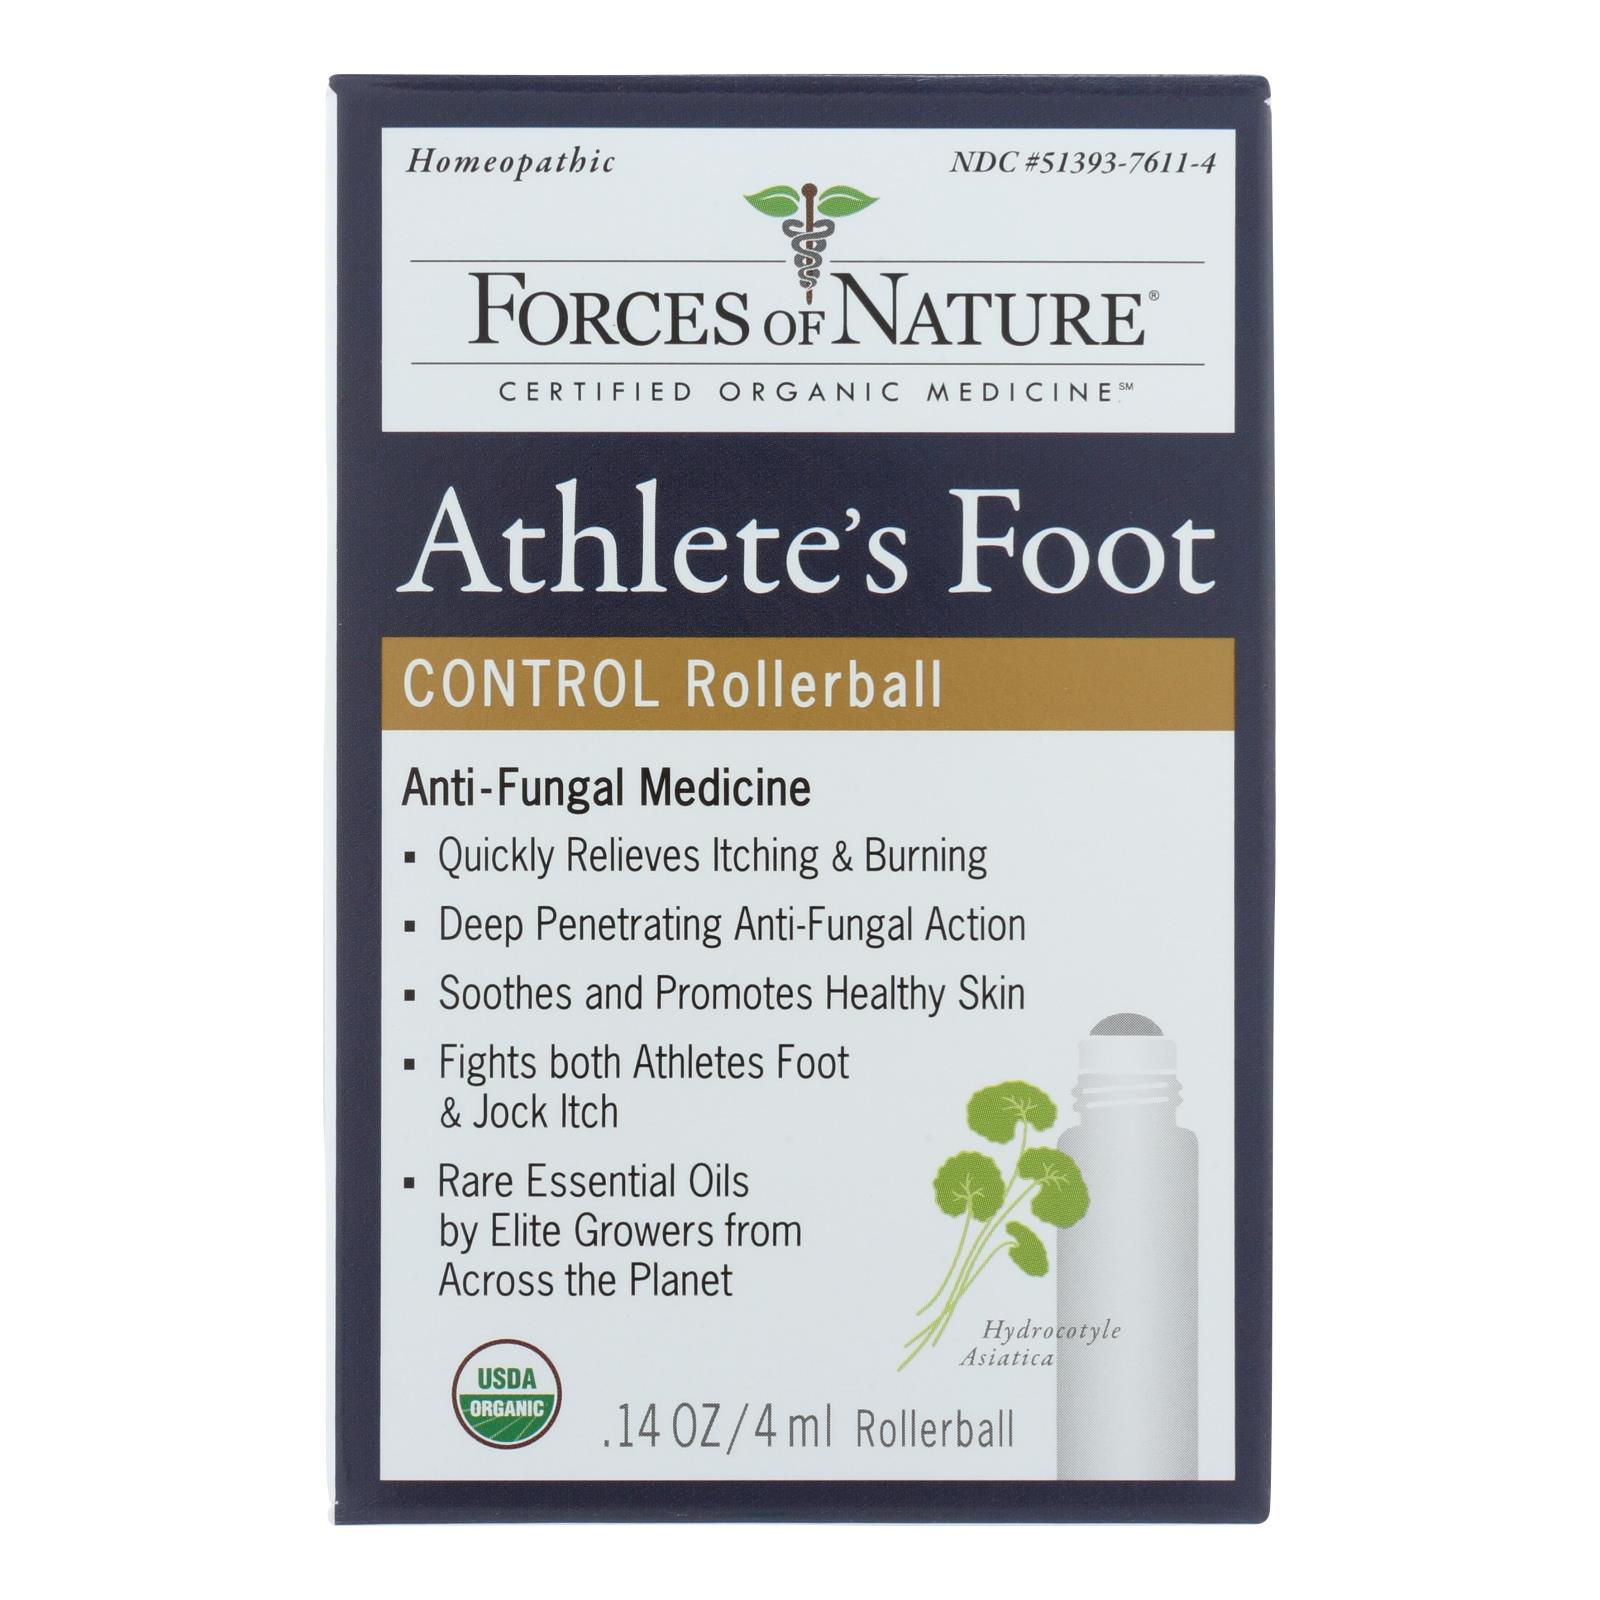 Homeopathic NDC #51393-7611-4
FORCES OF NATURE®
CERTIFIED ORGANIC MEDICINE℠
Athlete's Foot
CONTROL Rollerball
Anti-Fungal Medicine
▪ Quickly Relieves Itching & Burning
▪ Deep Penetrating Anti-Fungal Action
▪ Soothes and Promotes Healthy Skin
▪ Fights both Athletes Foot
& Jock Itch
▪ Rare Essential Oils
by Elite Growers from
Across the Planet
Hydrocotyle
Asiatica
USDA
ORGANIC
.14 OZ/4 ml Rollerball